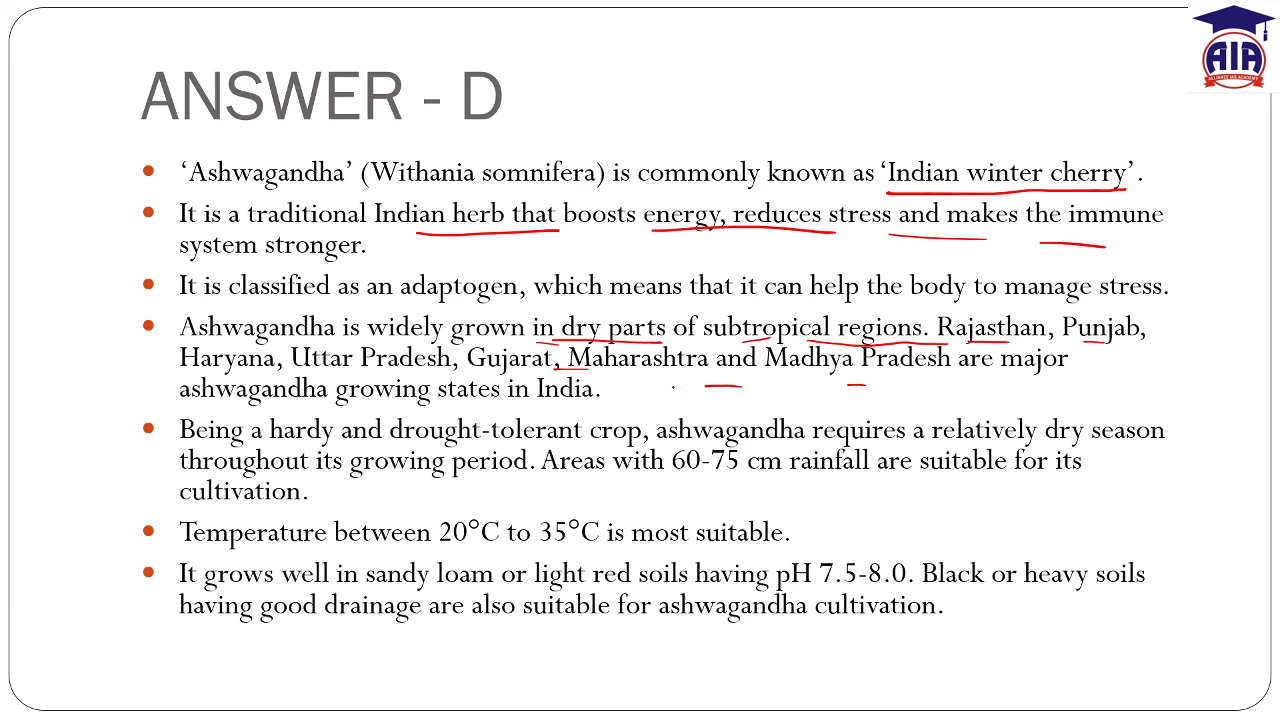 AIA
ALLIANCE IAS ACADEMY
ANSWER - D
• ‘Ashwagandha’ (Withania somnifera) is commonly known as ‘Indian winter cherry’.
• It is a traditional Indian herb that boosts energy, reduces stress and makes the immune
system stronger.
• It is classified as an adaptogen, which means that it can help the body to manage stress.
• Ashwagandha is widely grown in dry parts of subtropical regions. Rajasthan, Punjab,
Haryana, Uttar Pradesh, Gujarat, Maharashtra and Madhya Pradesh are major
ashwagandha growing states in India.
• Being a hardy and drought-tolerant crop, ashwagandha requires a relatively dry season
throughout its growing period. Areas with 60-75 cm rainfall are suitable for its
cultivation.
• Temperature between 20°C to 35°C is most suitable.
• It grows well in sandy loam or light red soils having pH 7.5-8.0. Black or heavy soils
having good drainage are also suitable for ashwagandha cultivation.